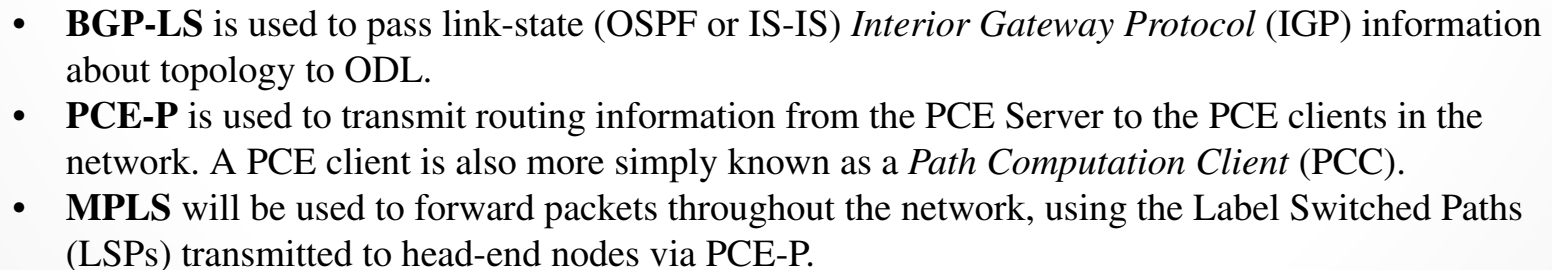 • BGP-LS is used to pass link-state (OSPF or IS-IS) Interior Gateway Protocol (IGP) information
about topology to ODL.
• PCE-P is used to transmit routing information from the PCE Server to the PCE clients in the
network. A PCE client is also more simply known as a Path Computation Client (PCC).
• MPLS will be used to forward packets throughout the network, using the Label Switched Paths
(LSPs) transmitted to head-end nodes via PCE-P.